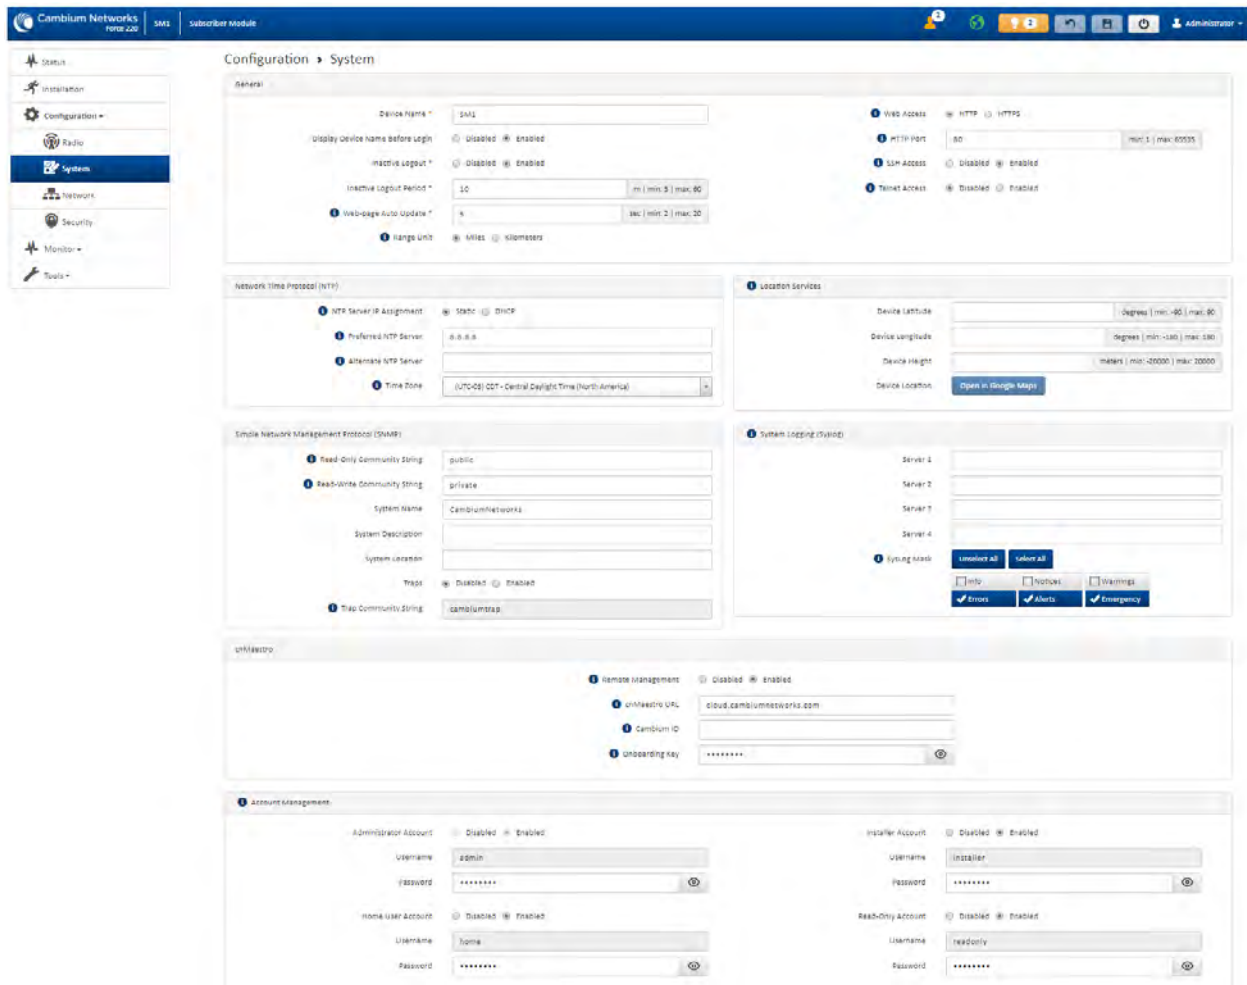 Cambium Networks
Force 220
SM1
Subscriber Module
1
2
Administrator
Status
Installation
Configuration
Radio
System
Network
Security
Monitor
Tools
Configuration › System
General
Device Name * SM1
Display Device Name Before Login Disabled Enabled
Inactive Logout * Disabled Enabled
Inactive Logout Period * 10 m | min: 5 | max: 60
Web-page Auto Update * 5 sec | min: 2 | max: 20
Range Unit Miles Kilometers
Web Access HTTP HTTPS
HTTP Port 80 min: 1 | max: 65535
SSH Access Disabled Enabled
Telnet Access Disabled Enabled
Network Time Protocol (NTP)
NTP Server IP Assignment Static DHCP
Preferred NTP Server
Alternate NTP Server
Time Zone CDT - Central Daylight Time (North America)
Location Services
Device Latitude degrees | min: -90 | max: 90
Device Longitude degrees | min: -180 | max: 180
Device Height meters | min: -20000 | max: 20000
Device Location Open in Google Maps
Simple Network Management Protocol (SNMP)
Read-Only Community String public
Read-Write Community String private
System Name CambiumNetworks
System Description
System Location
Traps Disabled Enabled
Trap Community String cambiumtrap
System Logging (Syslog)
Server 1
Server 2
Server 3
Server 4
SysLog Mask Unselect All Select All
Info Notices Warnings
Errors Alerts Emergency
cnMaestro
Remote Management Disabled Enabled
cnMaestro URL cloud.cambiumnetworks.com
Cambium ID
Onboarding Key ••••••••
Account Management
Administrator Account Disabled Enabled
Username admin
Password ••••••••
Home User Account Disabled Enabled
Username home
Password ••••••••
Installer Account Disabled Enabled
Username installer
Password ••••••••
Read-Only Account Disabled Enabled
Username readonly
Password ••••••••